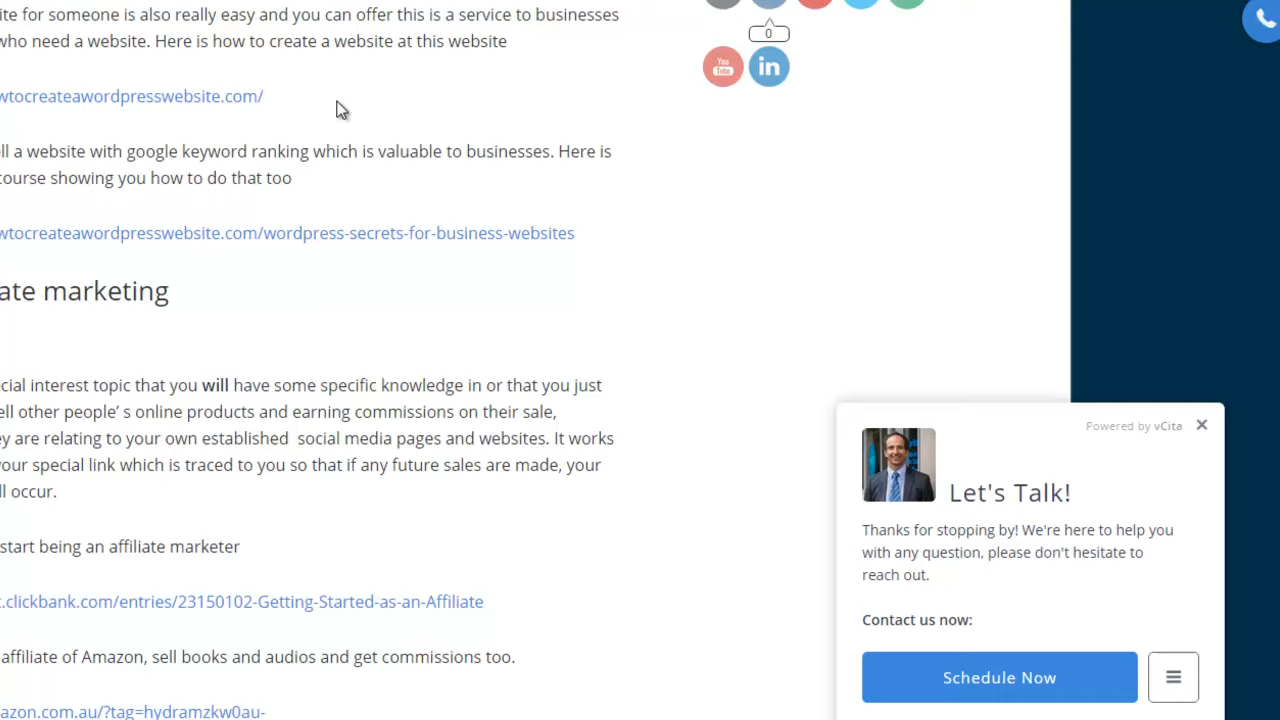 ite for someone is also really easy and you can offer this is a service to businesses
who need a website. Here is how to create a website at this website
0
You
Tube
in
wtocreateawordpresswebsite.com/
ell a website with google keyword ranking which is valuable to businesses. Here is
course showing you how to do that too
wtocreateawordpresswebsite.com/wordpress-secrets-for-business-websites
ate marketing
cial interest topic that you will have some specific knowledge in or that you just
ell other people’ s online products and earning commissions on their sale,
ey are relating to your own established  social media pages and websites. It works
your special link which is traced to you so that if any future sales are made, your
ll occur.
start being an affiliate marketer
t.clickbank.com/entries/23150102-Getting-Started-as-an-Affiliate
affiliate of Amazon, sell books and audios and get commissions too.
azon.com.au/?tag=hydramzkw0au-
Powered by vCita
Let's Talk!
Thanks for stopping by! We're here to help you
with any question, please don't hesitate to
reach out.
Contact us now:
Schedule Now